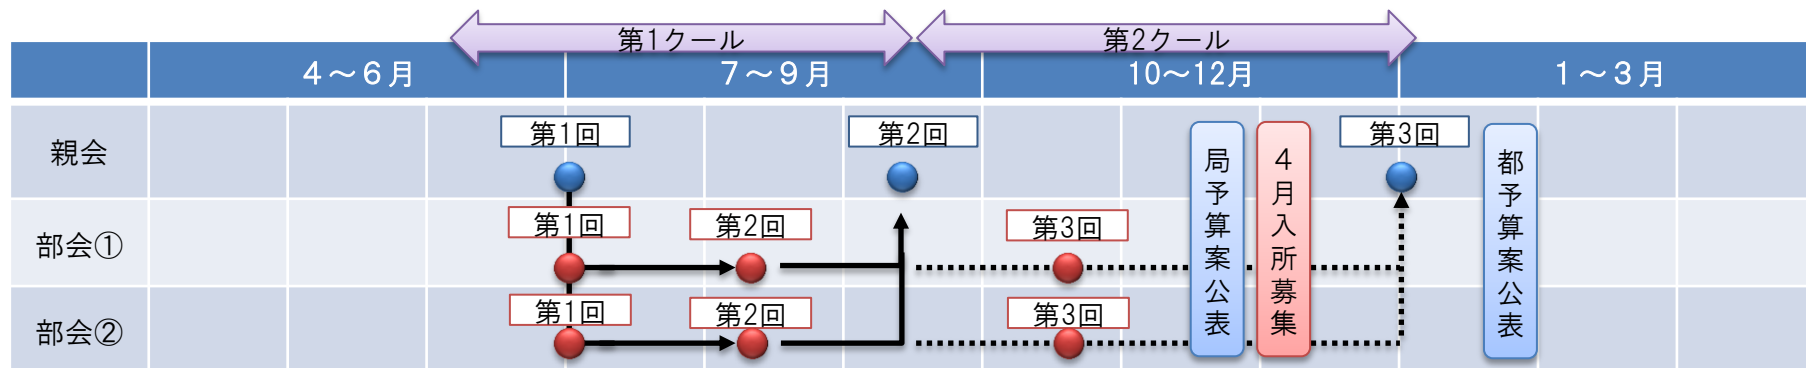 第1クール
第2クール
４～６月
７～９月
10～12月
１～３月
親会
第1回
第2回
第3回
部会①
第1回
第2回
第3回
部会②
第1回
第2回
第3回
局予算案公表
４月入所募集
都予算案公表